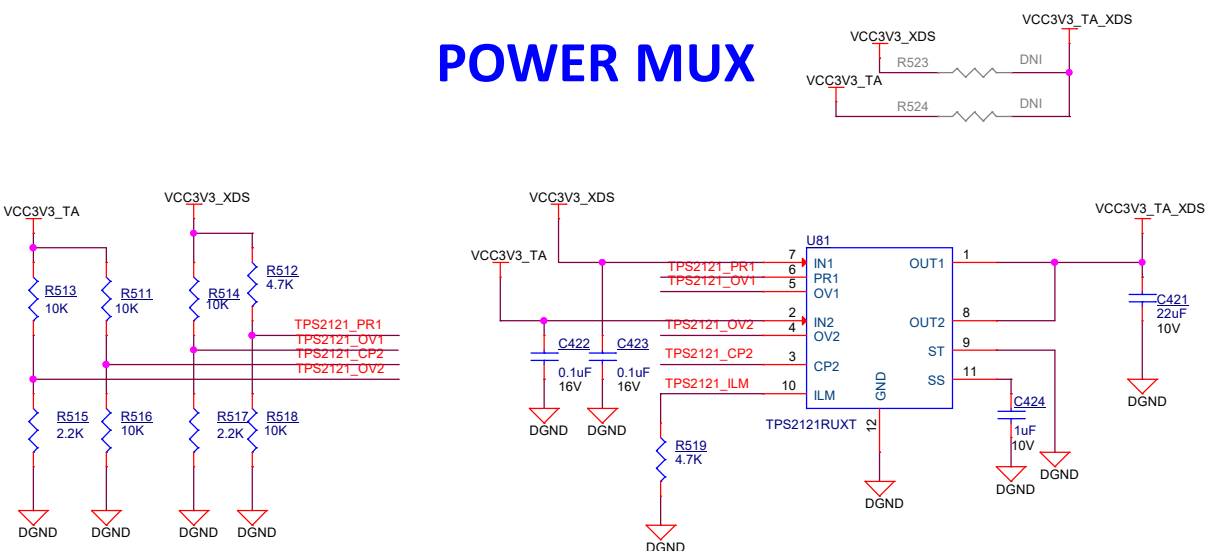 POWER MUX
VCC3V3_TA_XDS
VCC3V3_XDS
R523
DNI
VCC3V3_TA
R524
DNI
VCC3V3_TA
VCC3V3_XDS
R513
10K
R511
10K
R514
10K
R512
4.7K
TPS2121_PR1
TPS2121_OV1
TPS2121_CP2
TPS2121_OV2
R515
2.2K
R516
10K
R517
2.2K
R518
10K
DGND
DGND
DGND
DGND
VCC3V3_XDS
VCC3V3_TA
VCC3V3_TA_XDS
U81
TPS2121_PR1
TPS2121_OV1
TPS2121_OV2
TPS2121_CP2
TPS2121_ILM
7
6
5
2
4
3
10
IN1
PR1
OV1
IN2
OV2
CP2
ILM
GND
12
OUT1
OUT2
ST
SS
1
8
9
11
TPS2121RUXT
C422
0.1uF
16V
C423
0.1uF
16V
DGND
DGND
R519
4.7K
DGND
DGND
C424
1uF
10V
DGND
DGND
C421
22uF
10V
DGND